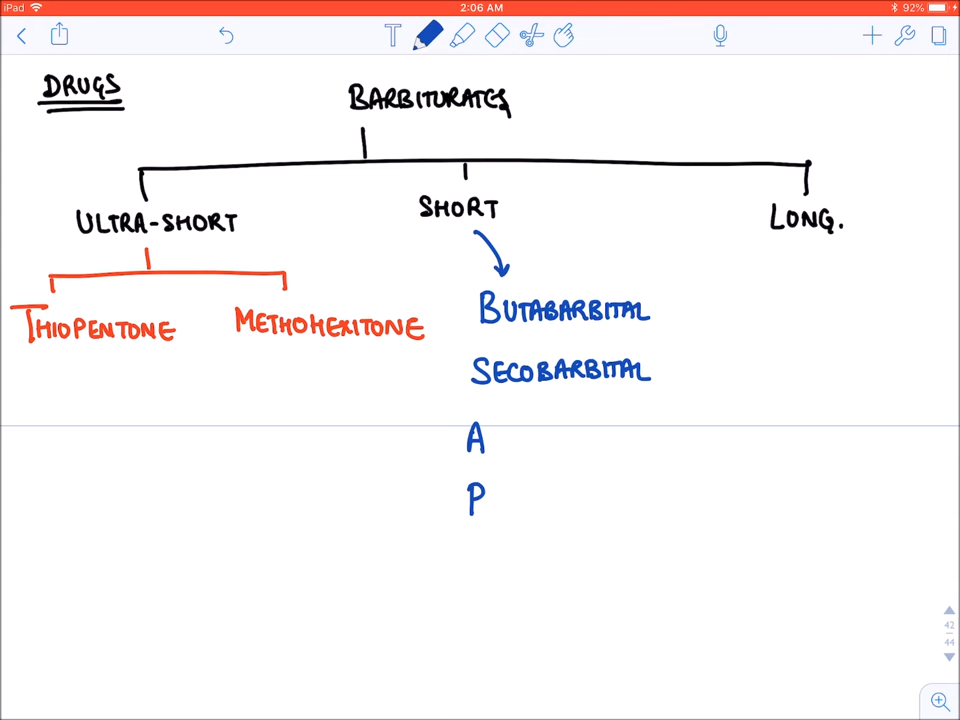 iPad 2:06 AM 92%
T
DRUGS
BARBITURATES
ULTRA-SHORT SHORT LONG.
THIOPENTONE METHOHEXITONE BUTABARBITAL
SECOBARBITAL
A
P
42
44